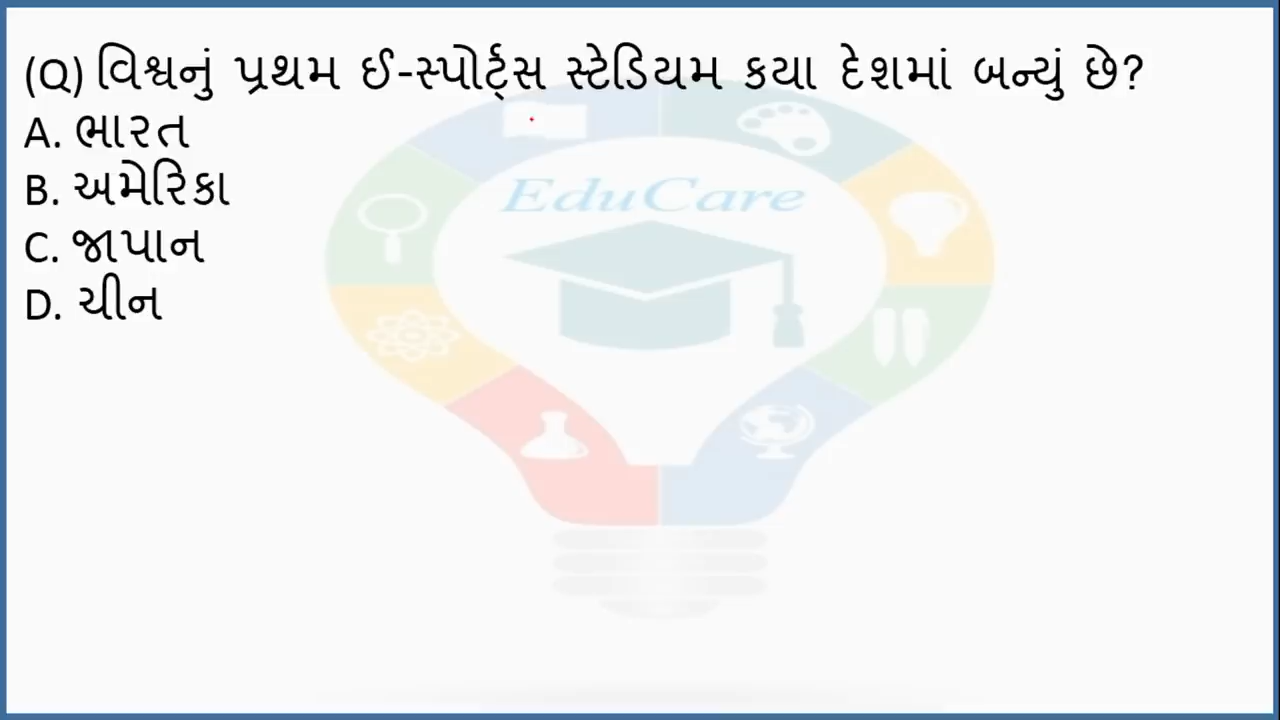 (Q) વિશ્વનું પ્રથમ ઈ-સ્પોર્ટ્સ સ્ટેડિયમ કયા દેશમાં બન્યું છે?
A. ભારત
B. અમેરિકા
C. જાપાન
D. ચીન
EduCare